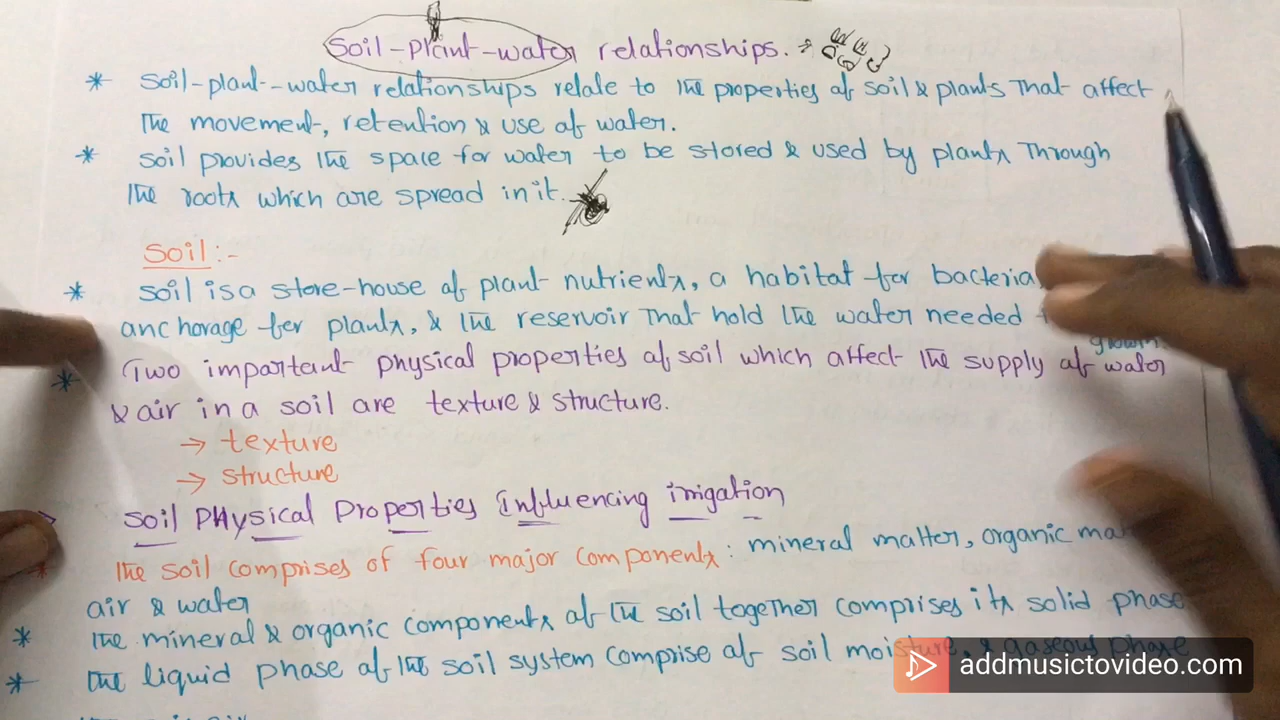 Soil-plant-water relationships.
* Soil-plant-water relationships relate to the properties of soil & plants that affect
the movement, retention & use of water.
* Soil provides the space for water to be stored & used by plants through
the roots which are spread in it.
Soil:-
* Soil is a store-house of plant nutrients, a habitat for bacteria,
anchorage for plants, & the reservoir that hold the water needed
growth.
* Two important physical properties of soil which affect the supply of water
& air in a soil are texture & structure.
→ texture
→ structure
Soil Physical Properties Influencing irrigation
* The soil comprises of four major components: mineral matter, organic
air & water
* The mineral & organic components of the soil together comprises its solid phase
* The liquid phase of the soil system comprise of soil moisture, & gaseous phase
addmusictovideo.com